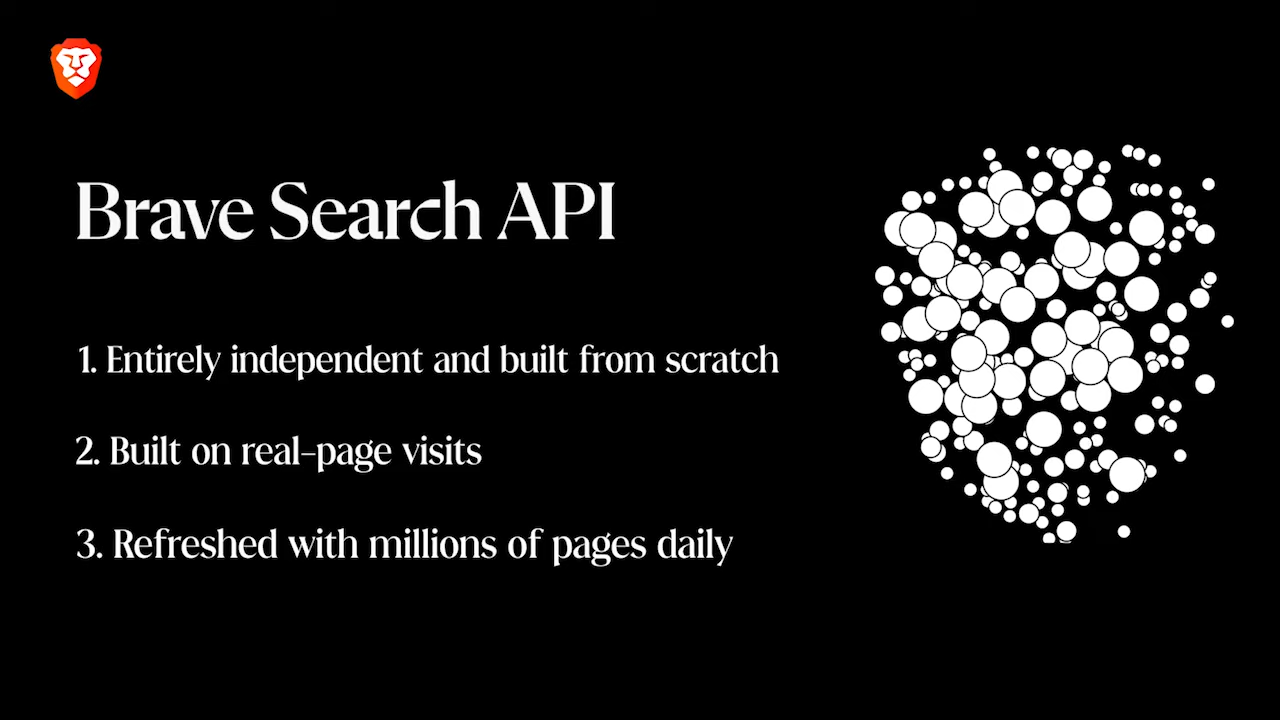 Brave Search API
1. Entirely independent and built from scratch
2. Built on real-page visits
3. Refreshed with millions of pages daily